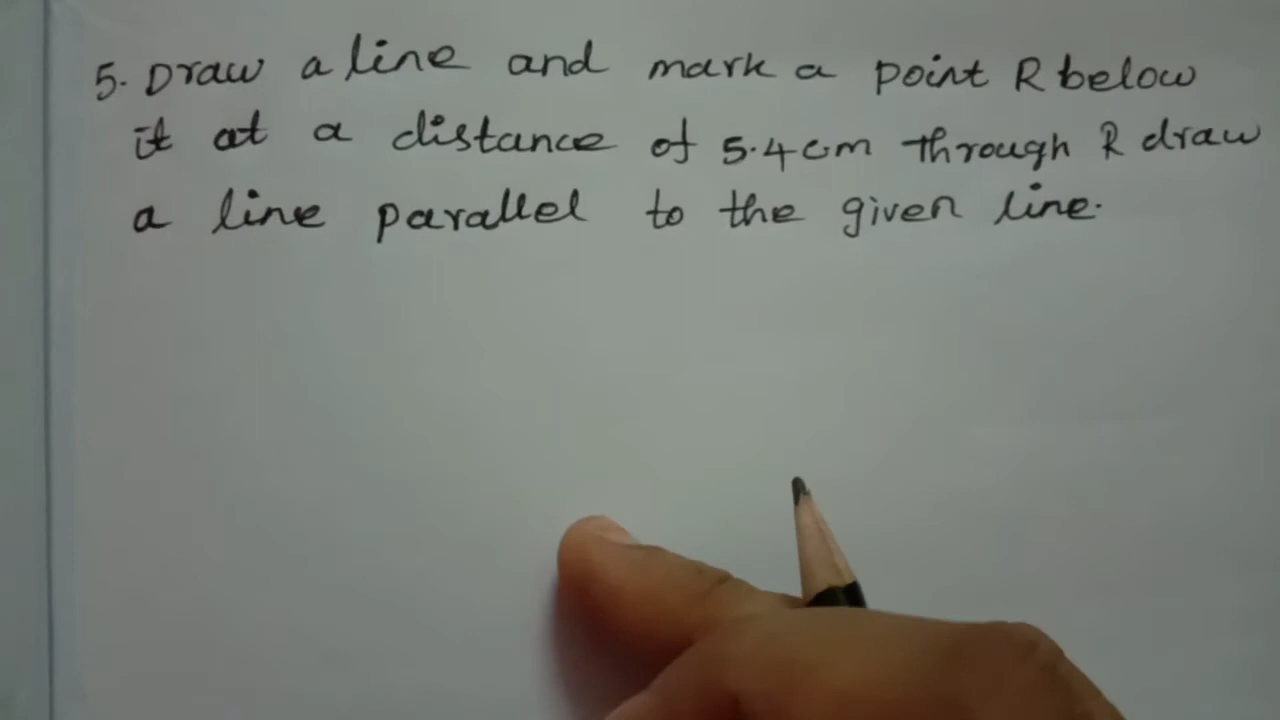 5. Draw a line and mark a point R below
it at a distance of 5.4cm through R draw
a line parallel to the given line.